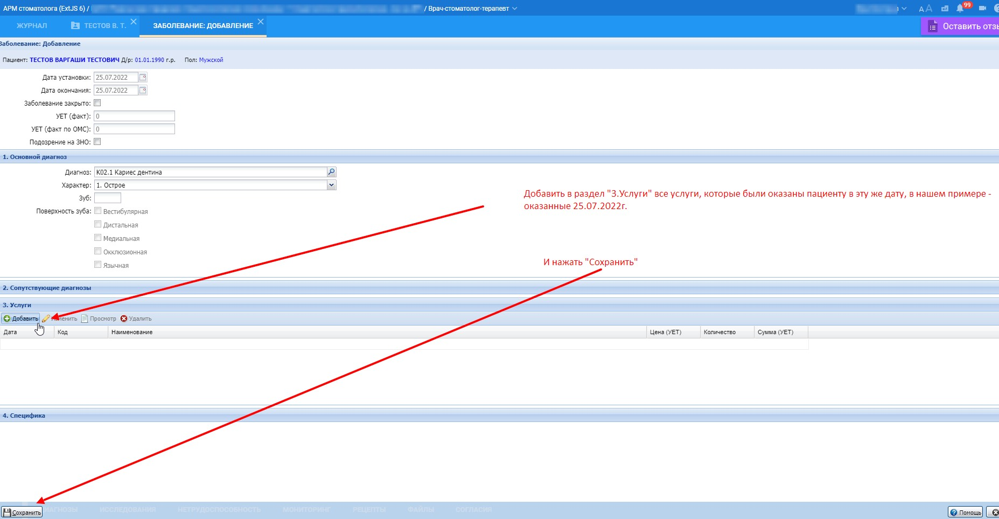 АРМ стоматолога (ExtJS 6) / / Врач-стоматолог-терапевт
A A 99
ЖУРНАЛ ТЕСТОВ В. Т. ЗАБОЛЕВАНИЕ: ДОБАВЛЕНИЕ Оставить отзы
Заболевание: Добавление
Пациент: ТЕСТОВ ВАРГАШИ ТЕСТОВИЧ Д/р: 01.01.1990 г.р. Пол: Мужской
Дата установки: 25.07.2022
Дата окончания: 25.07.2022
Заболевание закрыто:
УЕТ (факт): 0
УЕТ (факт по ОМС): 0
Подозрение на ЗНО:
1. Основной диагноз
Диагноз: K02.1 Кариес дентина
Характер: 1. Острое
Зуб:
Поверхность зуба: Вестибулярная
Дистальная
Медиальная
Окклюзионная
Язычная
Добавить в раздел "3.Услуги" все услуги, которые были оказаны пациенту в эту же дату, в нашем примере -
оказанные 25.07.2022г.
И нажать "Сохранить"
2. Сопутствующие диагнозы
3. Услуги
Добавить Изменить Просмотр Удалить
Дата Код Наименование Цена (УЕТ) Количество Сумма (УЕТ)
4. Специфика
Сохранить ИАГНОЗЫ ИССЛЕДОВАНИЯ НЕТРУДОСПОСОБНОСТЬ МОНИТОРИНГ РЕЦЕПТЫ ФАЙЛЫ СОГЛАСИЯ Помощь